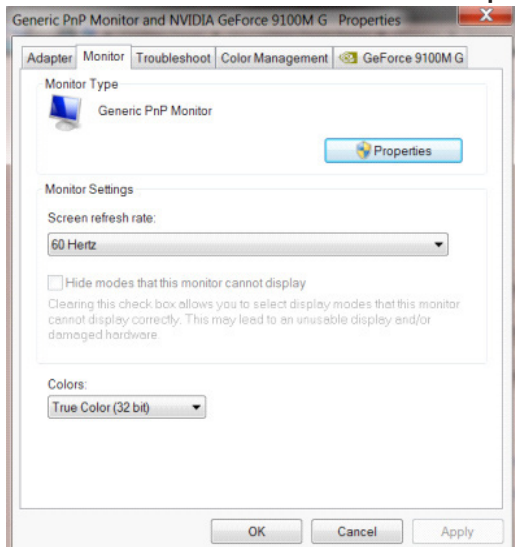 Generic PnP Monitor and NVIDIA GeForce 9100M G Properties
X
Adapter Monitor Troubleshoot Color Management GeForce 9100M G
Monitor Type
Generic PnP Monitor
Properties
Monitor Settings
Screen refresh rate:
60 Hertz
Hide modes that this monitor cannot display
Clearing this check box allows you to select display modes that this monitor
cannot display correctly. This may lead to an unusable display and/or
damaged hardware.
Colors:
True Color (32 bit)
OK Cancel Apply